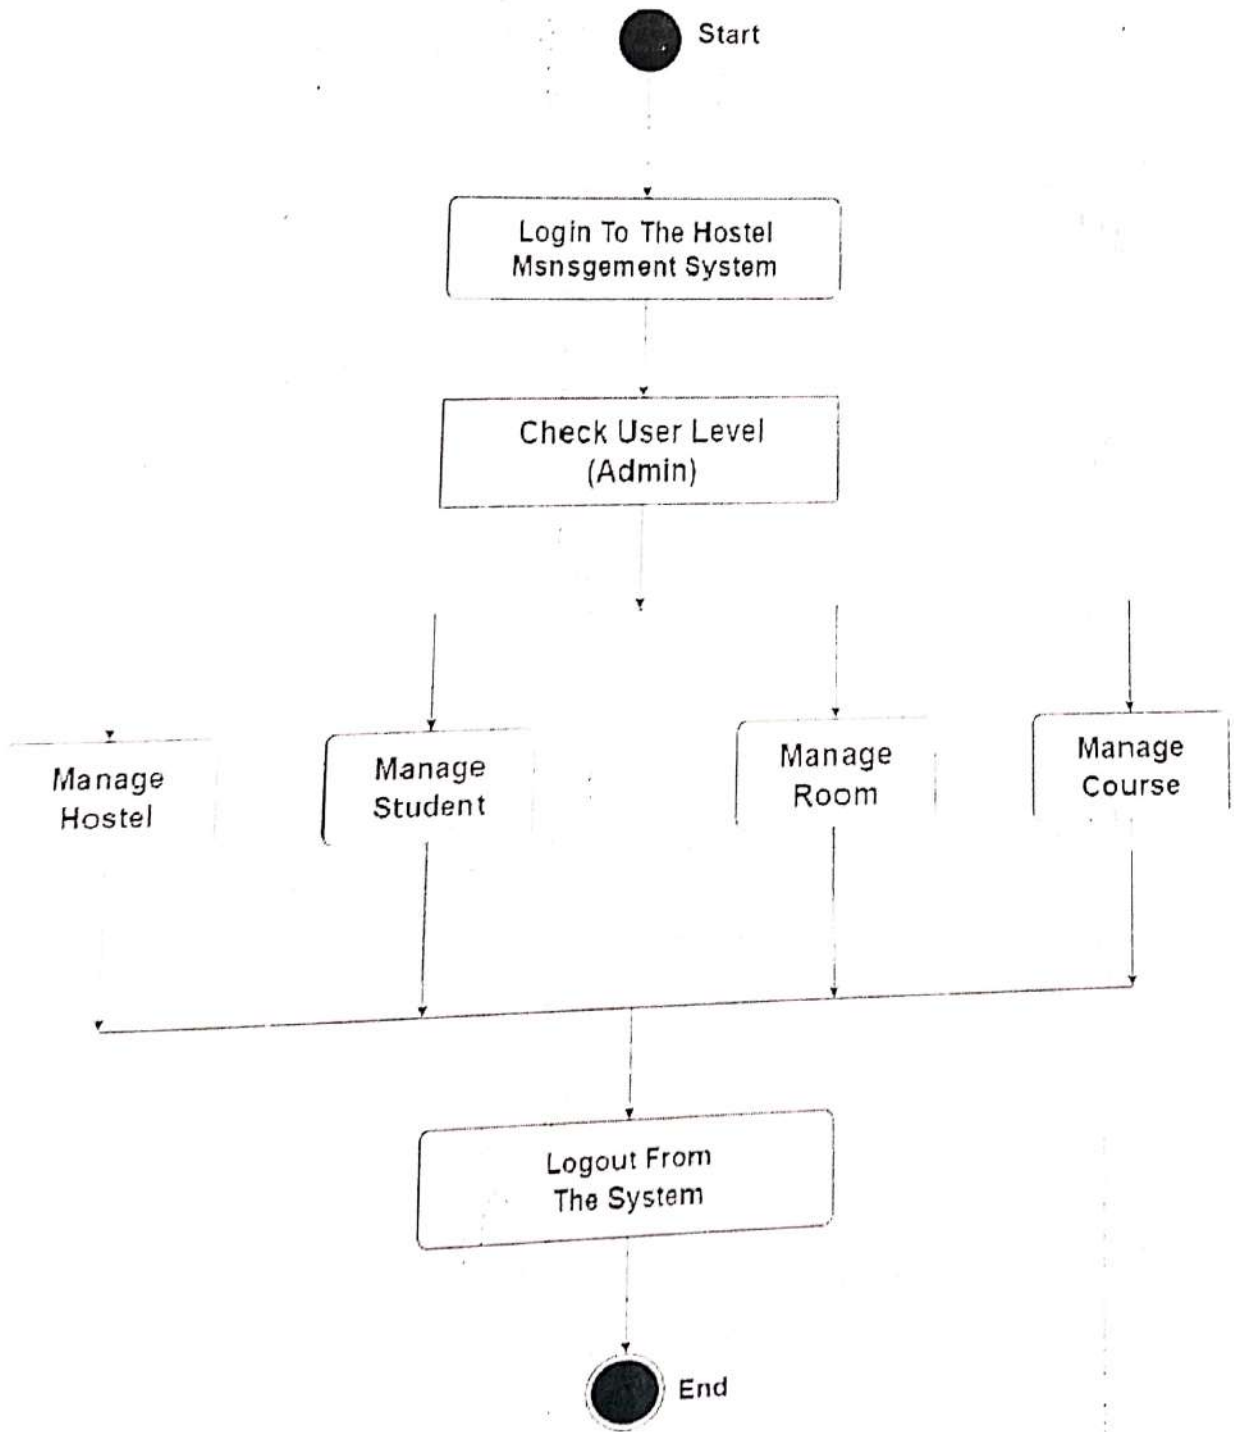 Start
Login To The Hostel
Msnsgement System
Check User Level
(Admin)
Manage
Hostel
Manage
Student
Manage
Room
Manage
Course
Logout From
The System
End